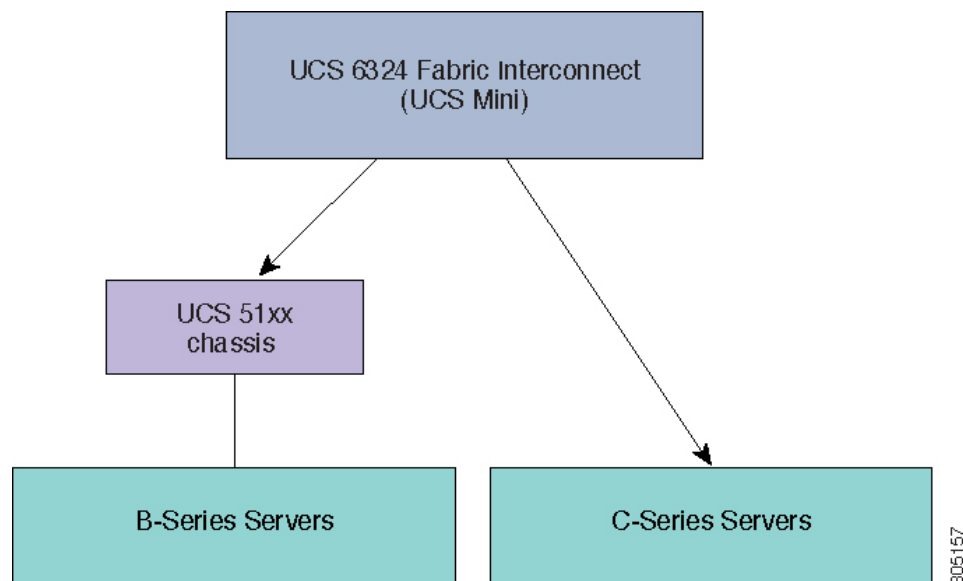 UCS 6324 Fabric Interconnect
(UCS Mini)
UCS 51xx
chassis
B-Series Servers
C-Series Servers
305157